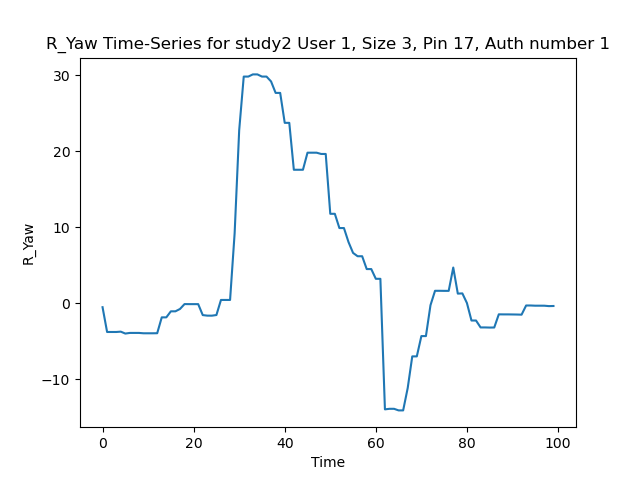 R_Yaw Time-Series for study2 User 1, Size 3, Pin 17, Auth number 1
30
20
10
0
−10
R_Yaw
0 20 40 60 80 100
Time